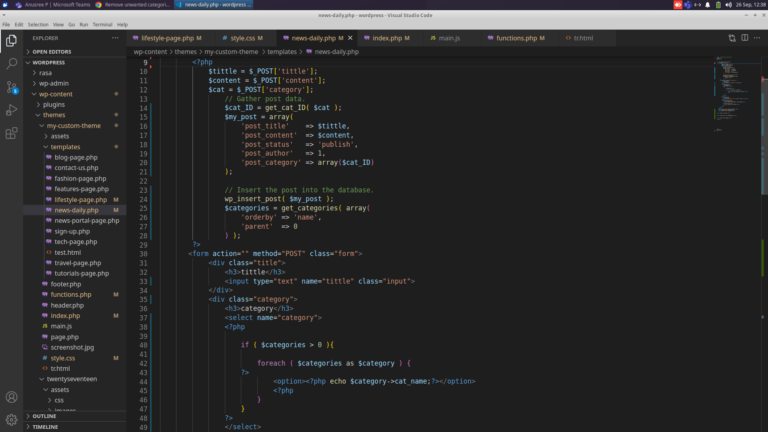 Anizone P | Microsoft Teams
Remove unwanted categori...
news-daily.php - wordpres...
26 Sep, 12:38
news-daily.php - wordpress - Visual Studio Code
File Edit Selection View Go Run Terminal Help
EXPLORER ...
OPEN EDITORS
WORDPRESS
rasa
wp-admin
wp-content
plugins
themes
my-custom-theme
assets
templates
blog-page.php
contact-us.php
fashion-page.php
features-page.php
lifestyle-page.php M
news-daily.php M
news-portal-page.php
sign-up.php
tech-page.php
test.html
travel-page.php
tutorials-page.php
footer.php
functions.php M
header.php
index.php M
main.js
page.php
screenshot.jpg
style.css M
tchtml
twentyseventeen
assets
css
images
OUTLINE
TIMELINE
lifestyle-page.php M style.css M news-daily.php M index.php M main.js functions.php M tchtml
wp-content > themes > my-custom-theme > templates > news-daily.php
9 <?php
10 $tittle = $_POST['tittle'];
11 $content = $_POST['content'];
12 $cat = $_POST['category'];
13 // Gather post data.
14 $cat_ID = get_cat_ID( $cat );
15 $my_post = array(
16 'post_title' => $tittle,
17 'post_content' => $content,
18 'post_status' => 'publish',
19 'post_author' => 1,
20 'post_category' => array($cat_ID)
21 );
22
23 // Insert the post into the database.
24 wp_insert_post( $my_post );
25 $categories = get_categories( array(
26 'orderby' => 'name',
27 'parent' => 0
28 ) );
29 ?>
30 <form action="" method="POST" class="form">
31 <div class="title">
32 <h3>tittle</h3>
33 <input type="text" name="tittle" class="input">
34 </div>
35 <div class="category">
36 <h3>category</h3>
37 <select name="category">
38 <?php
39
40 if ( $categories > 0 ){
41
42 foreach ( $categories as $category ) {
43 ?>
44 <option><?php echo $category->cat_name;?></option>
45 <?php
46 }
47 }
48 ?>
49 </select>